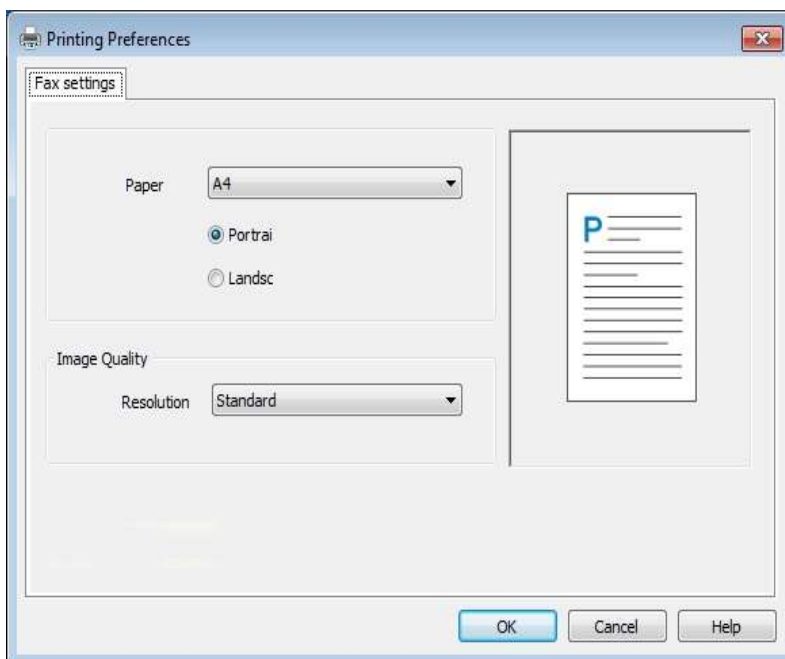 Printing Preferences
Fax settings
Paper A4
Portrai
Landsc
P
Image Quality
Resolution Standard
OK Cancel Help